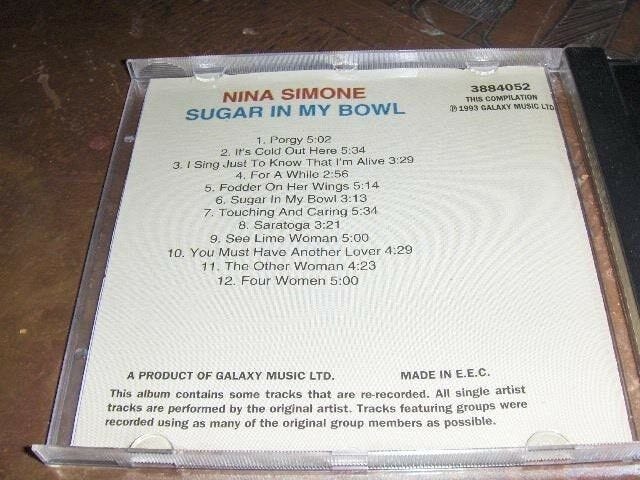 NINA SIMONE
SUGAR IN MY BOWL
3884052
THIS COMPILATION
℗ 1993 GALAXY MUSIC LTD
1. Porgy 5:02
2. It's Cold Out Here 5:34
3. I Sing Just To Know That I'm Alive 3:29
4. For A While 2:56
5. Fodder On Her Wings 5:14
6. Sugar In My Bowl 3:13
7. Touching And Caring 5:34
8. Saratoga 3:21
9. See Lime Woman 5:00
10. You Must Have Another Lover 4:29
11. The Other Woman 4:23
12. Four Women 5:00
A PRODUCT OF GALAXY MUSIC LTD. MADE IN E.E.C.
This album contains some tracks that are re-recorded. All single artist
tracks are performed by the original artist. Tracks featuring groups were
recorded using as many of the original group members as possible.